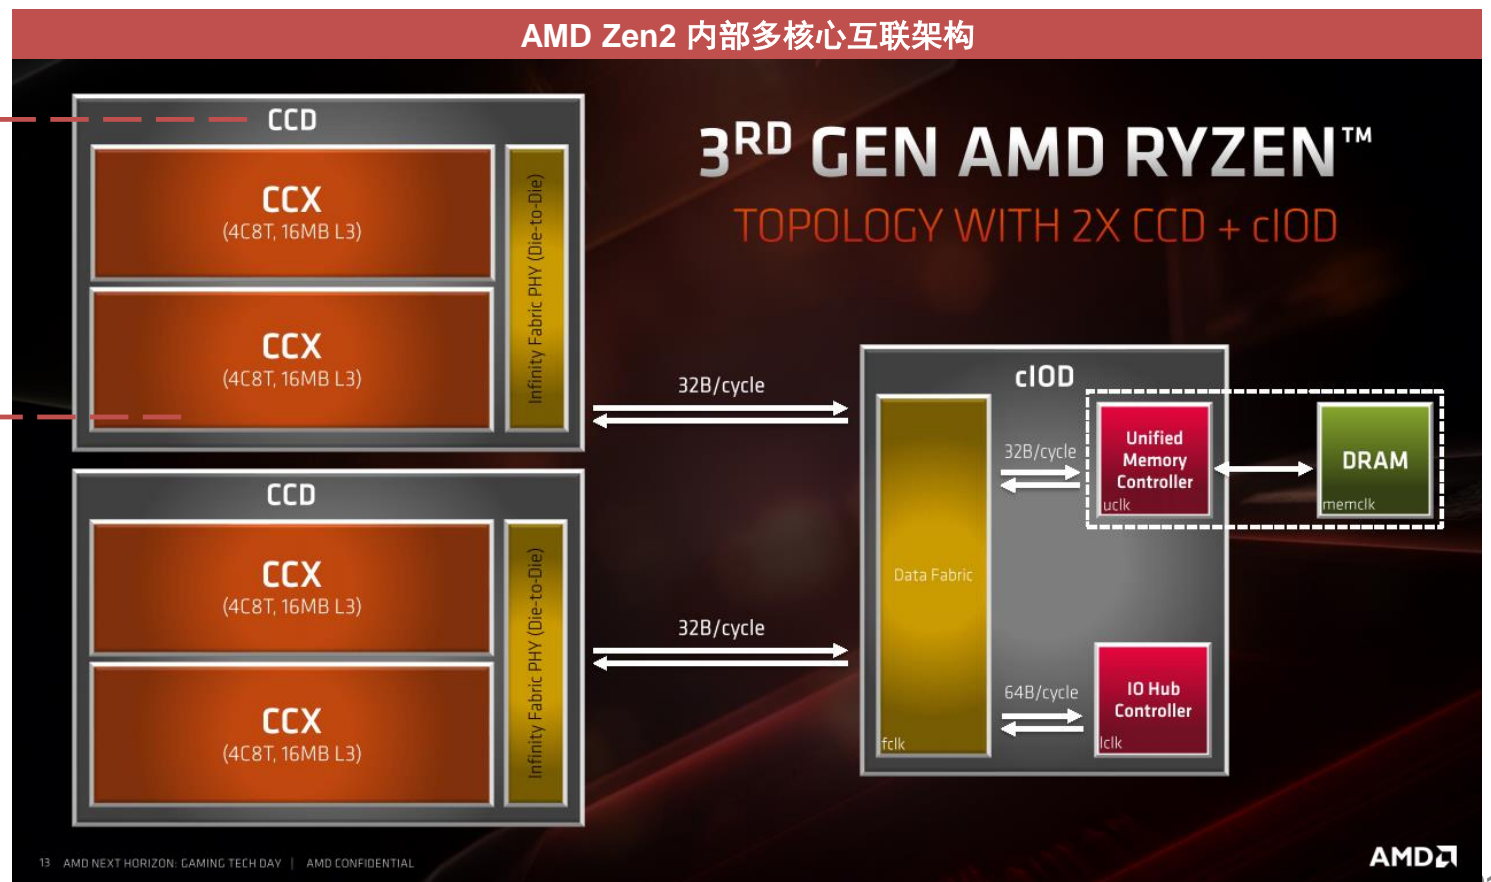 AMD Zen2 内部多核心互联架构
3RD GEN AMD RYZEN™
TOPOLOGY WITH 2X CCD + cIOD
CCD
CCX
(4C8T, 16MB L3)
CCX
(4C8T, 16MB L3)
Infinity Fabric PHY (Die-to-Die)
32B/cycle
CCD
CCX
(4C8T, 16MB L3)
CCX
(4C8T, 16MB L3)
Infinity Fabric PHY (Die-to-Die)
32B/cycle
cIOD
Data Fabric
fclk
32B/cycle
Unified
Memory
Controller
uclk
DRAM
memclk
64B/cycle
IO Hub
Controller
lclk
13 AMD NEXT HORIZON: GAMING TECH DAY | AMD CONFIDENTIAL
AMD